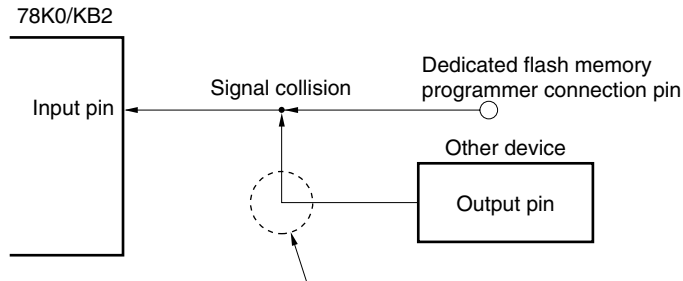 78K0/KB2
Input pin
Signal collision
Dedicated flash memory
programmer connection pin
Other device
Output pin